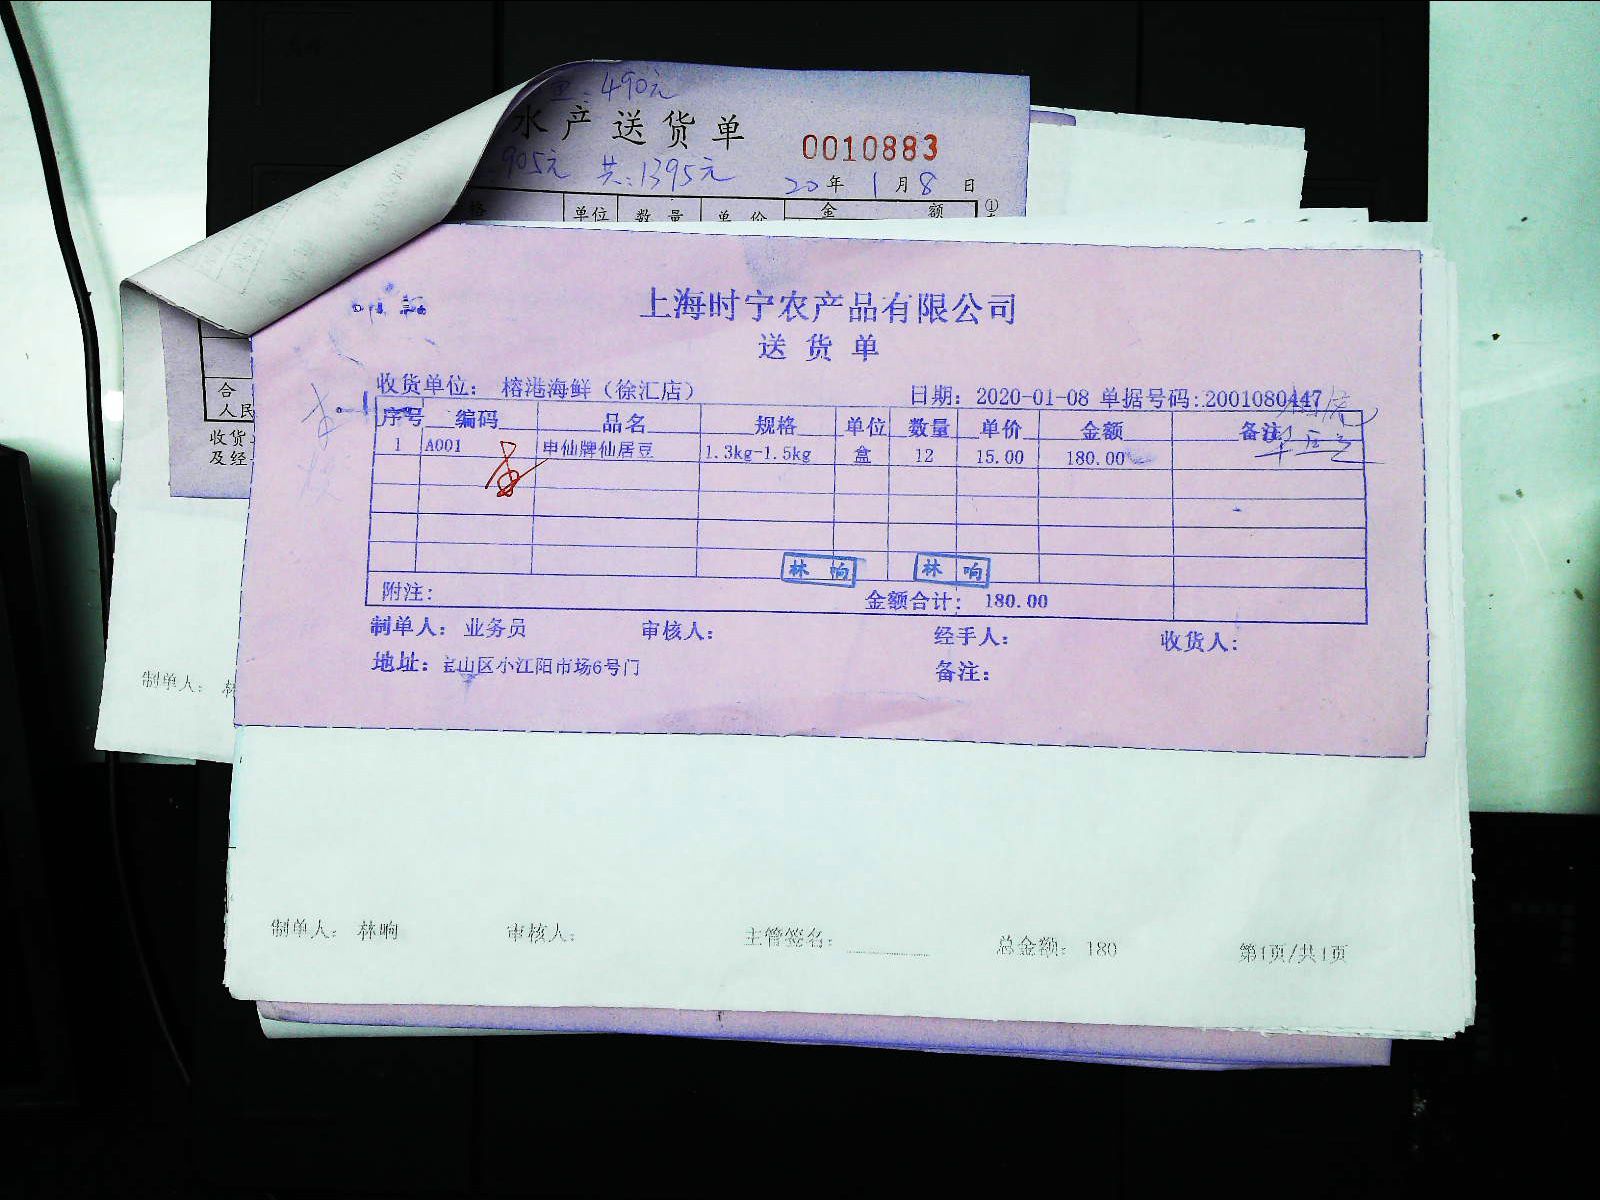 490元
水产送货单 0010883
905元 共:1395元 20年1月8日
格 单位 数量 单价 金额 ①
上海时宁农产品有限公司
送货单
收货单位: 榕港海鲜（徐汇店） 日期: 2020-01-08 单据号码:2001080447
序号 编码 品名 规格 单位 数量 单价 金额 备注
1 A001 申仙牌仙居豆 1.3kg-1.5kg 盒 12 15.00 180.00
林响 林响
附注: 金额合计: 180.00
制单人: 业务员 审核人: 经手人: 收货人:
地址: 宝山区小江阳市场6号门 备注:
合
人民
收货
及经
制单人: 林
制单人: 林响 审核人: 主管签名: 总金额: 180 第1页/共1页